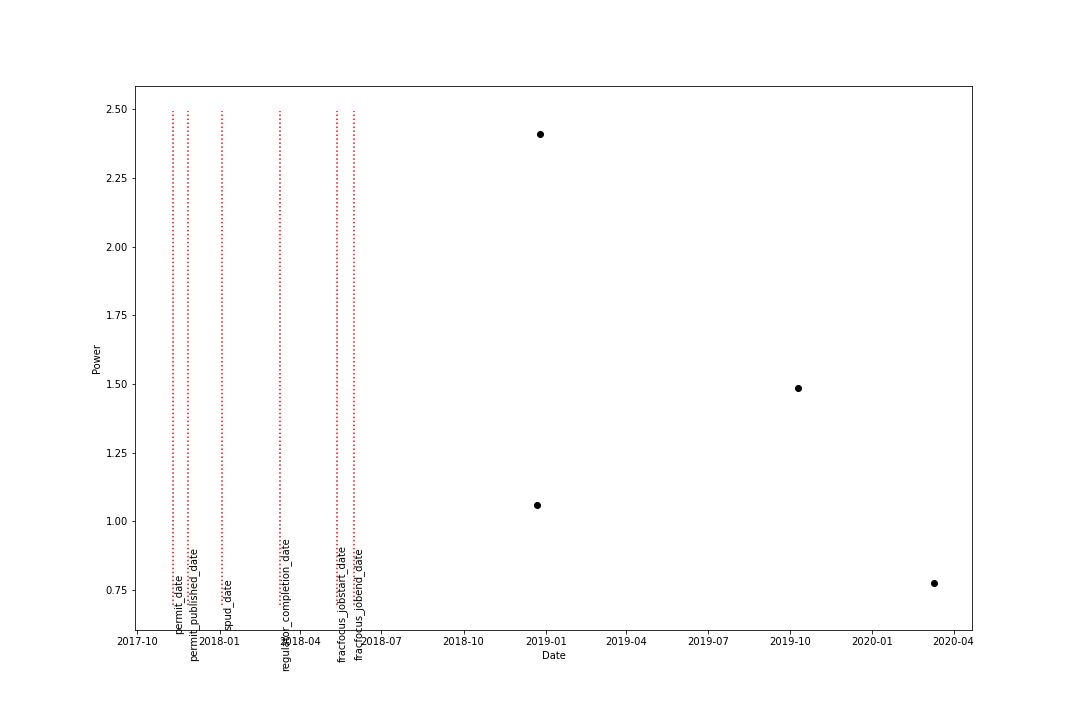 2.50
2.25
2.00
1.75
1.50
1.25
1.00
0.75
Power
permit_date
permit_published_date
spud_date
regulator_completion_date
fracfocus_jobstart_date
fracfocus_jobend_date
2017-10
2018-01
2018-04
2018-07
2018-10
2019-01
2019-04
2019-07
2019-10
2020-01
2020-04
Date